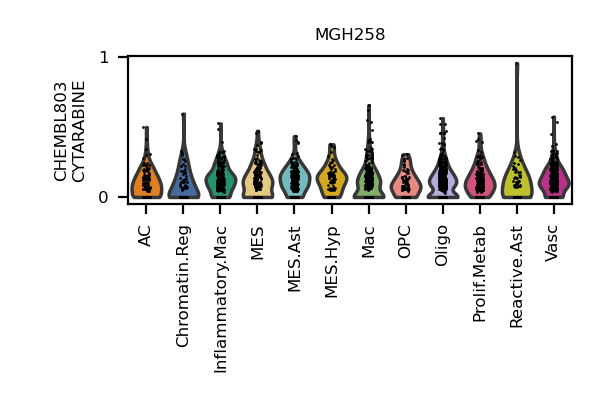 MGH258
CHEMBL803
CYTARABINE
1
0
AC
Chromatin.Reg
Inflammatory.Mac
MES
MES.Ast
MES.Hyp
Mac
OPC
Oligo
Prolif.Metab
Reactive.Ast
Vasc